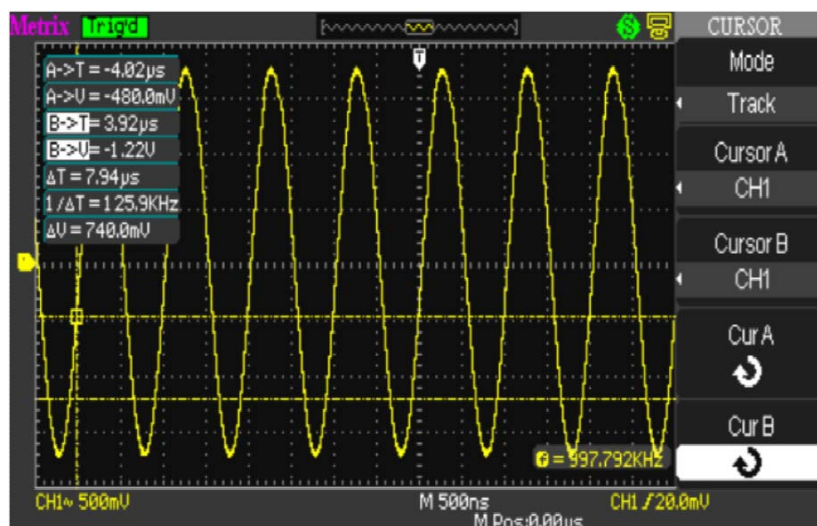 Metrix Trig'd S CURSOR
T
A->T = -4.02µs
A->V = -480.0mV
B->T = 3.92µs
B->V = -1.22V
ΔT = 7.94µs
1/ΔT = 125.9KHz
ΔV = 740.0mV
f = 997.792KHz
CH1~ 500mV M 500ns CH1 /20.0mV
M Pos:0.00µs
Mode
Track
Cursor A
CH1
Cursor B
CH1
Cur A
Cur B